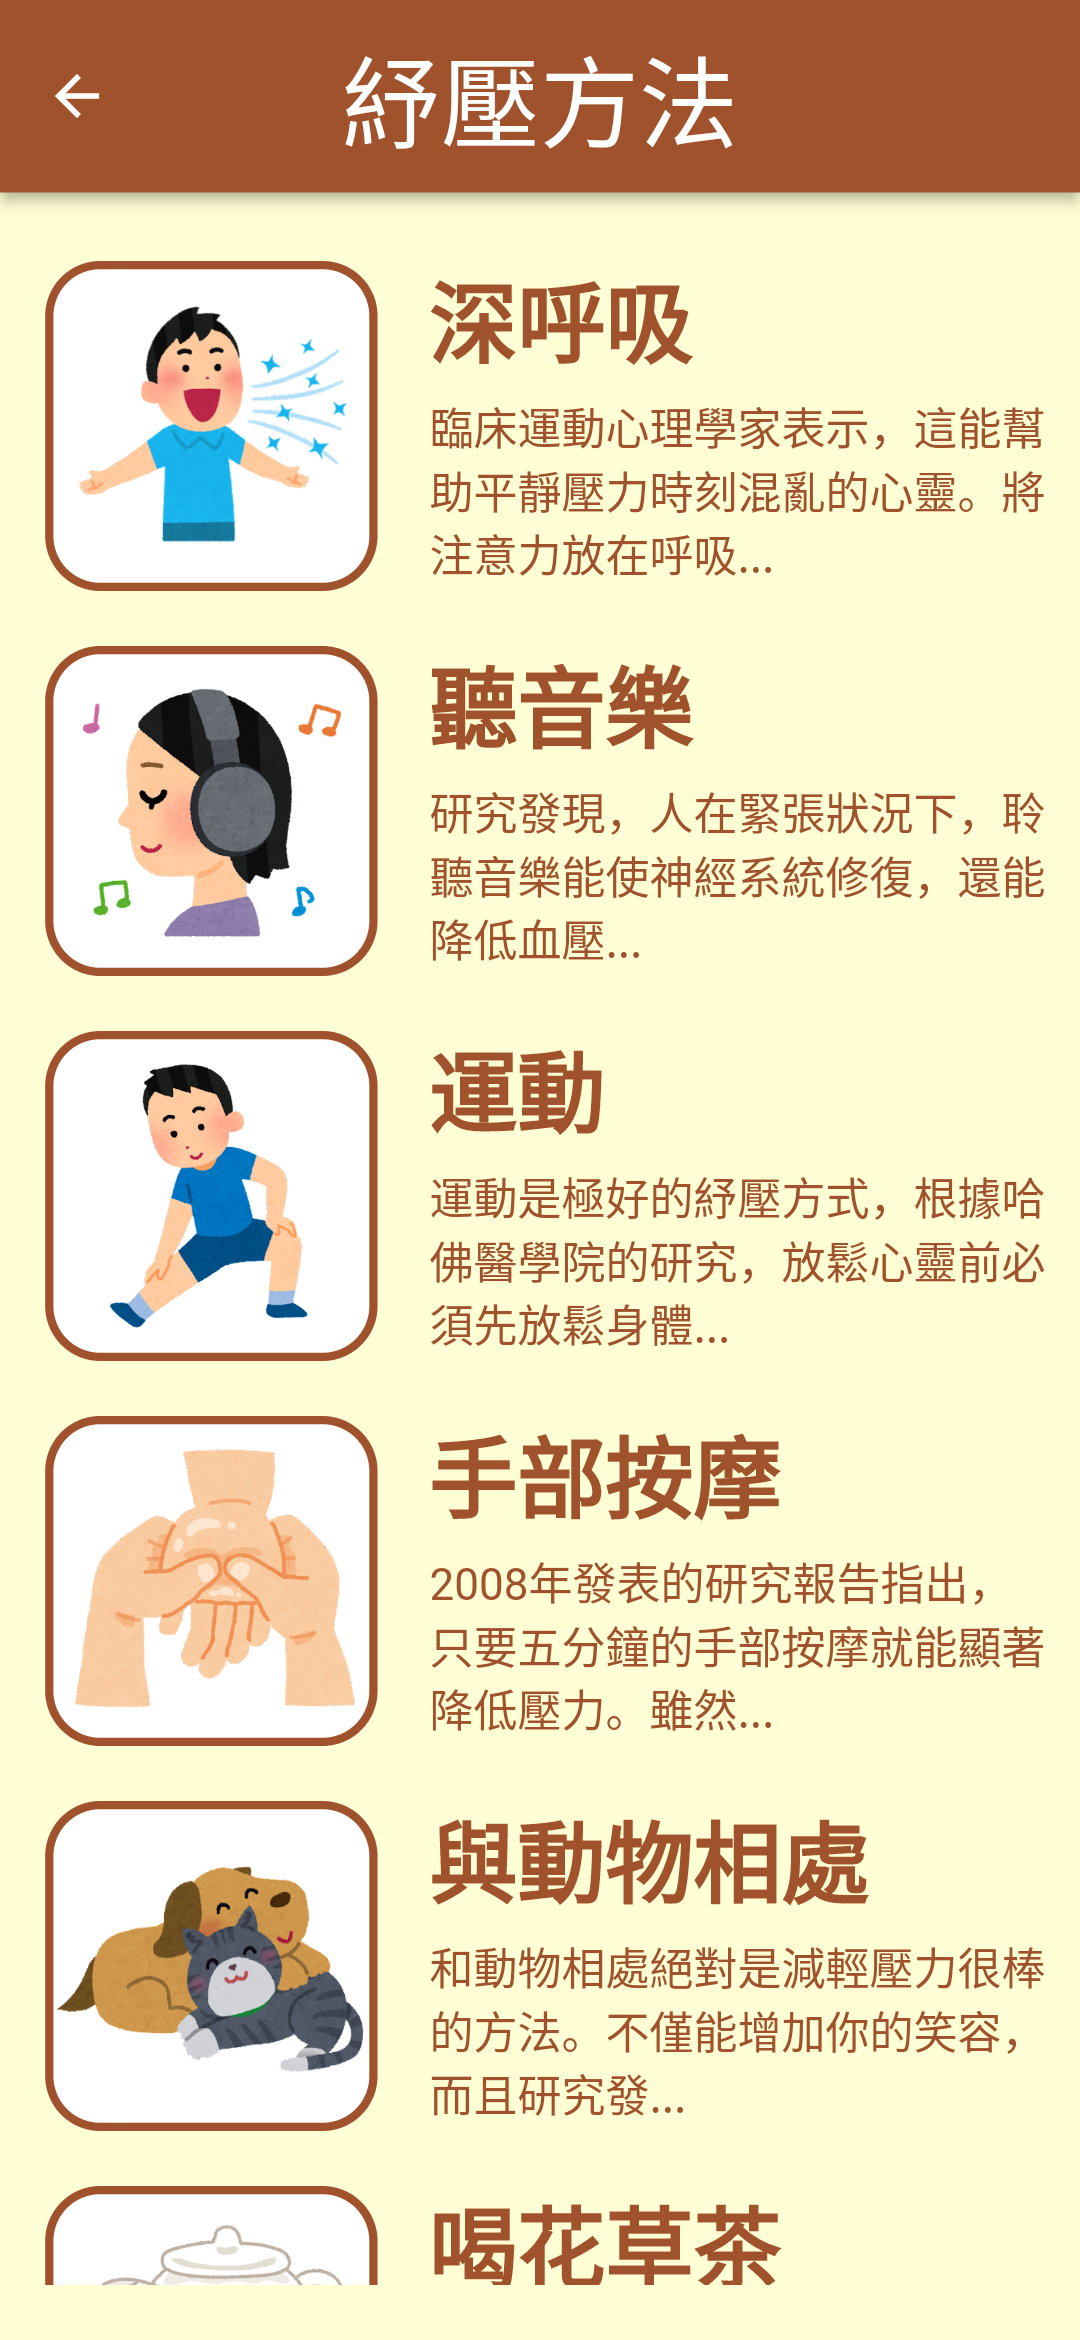 紓壓方法
深呼吸
臨床運動心理學家表示，這能幫
助平靜壓力時刻混亂的心靈。將
注意力放在呼吸...
聽音樂
研究發現，人在緊張狀況下，聆
聽音樂能使神經系統修復，還能
降低血壓...
運動
運動是極好的紓壓方式，根據哈
佛醫學院的研究，放鬆心靈前必
須先放鬆身體...
手部按摩
2008年發表的研究報告指出，
只要五分鐘的手部按摩就能顯著
降低壓力。雖然...
與動物相處
和動物相處絕對是減輕壓力很棒
的方法。不僅能增加你的笑容，
而且研究發...
喝花草茶